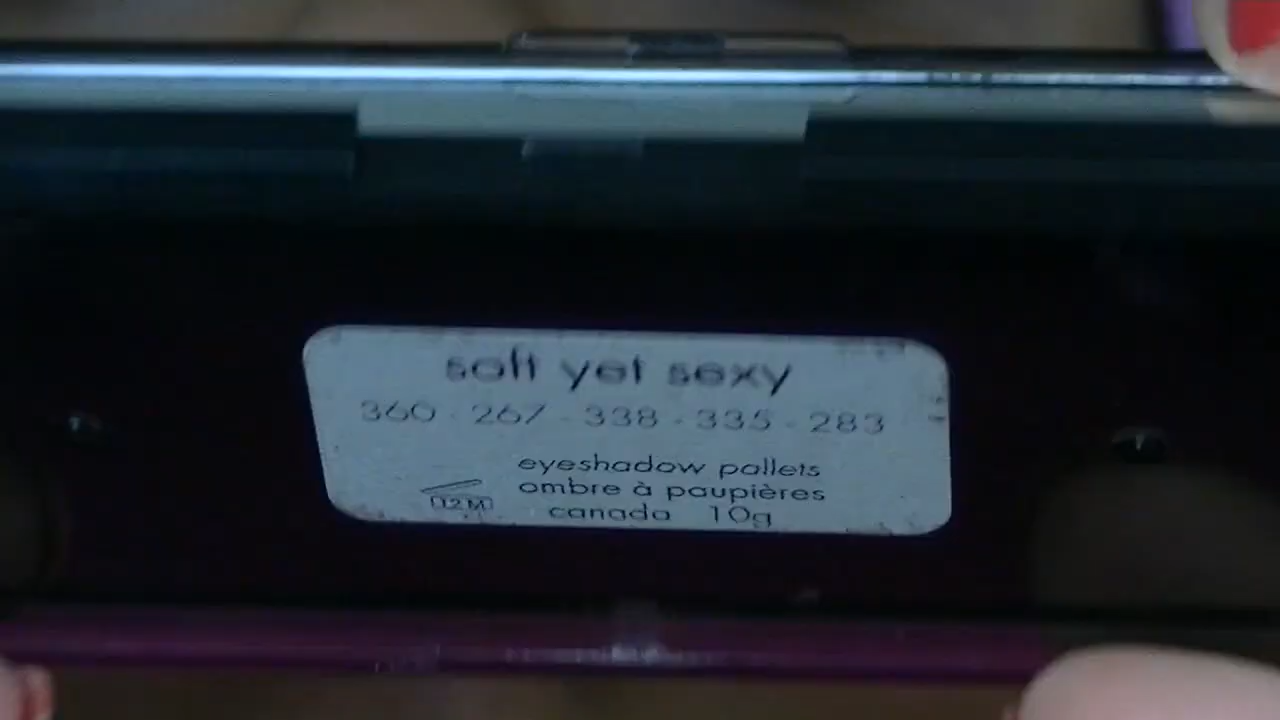 soft yet sexy
360 - 267 - 338 - 335 - 283
eyeshadow pallets
ombre à paupières
12M
canada 10g